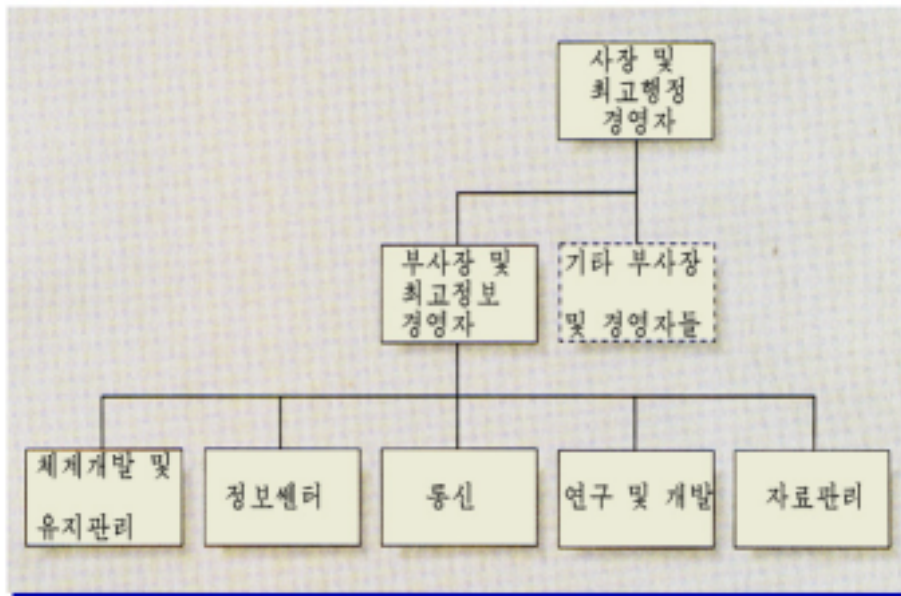 사장 및
최고행정
경영자
부사장 및
최고정보
경영자
기타 부사장
및 경영자들
체계개발 및
유지관리
정보쎈터
통신
연구 및 개발
자료관리